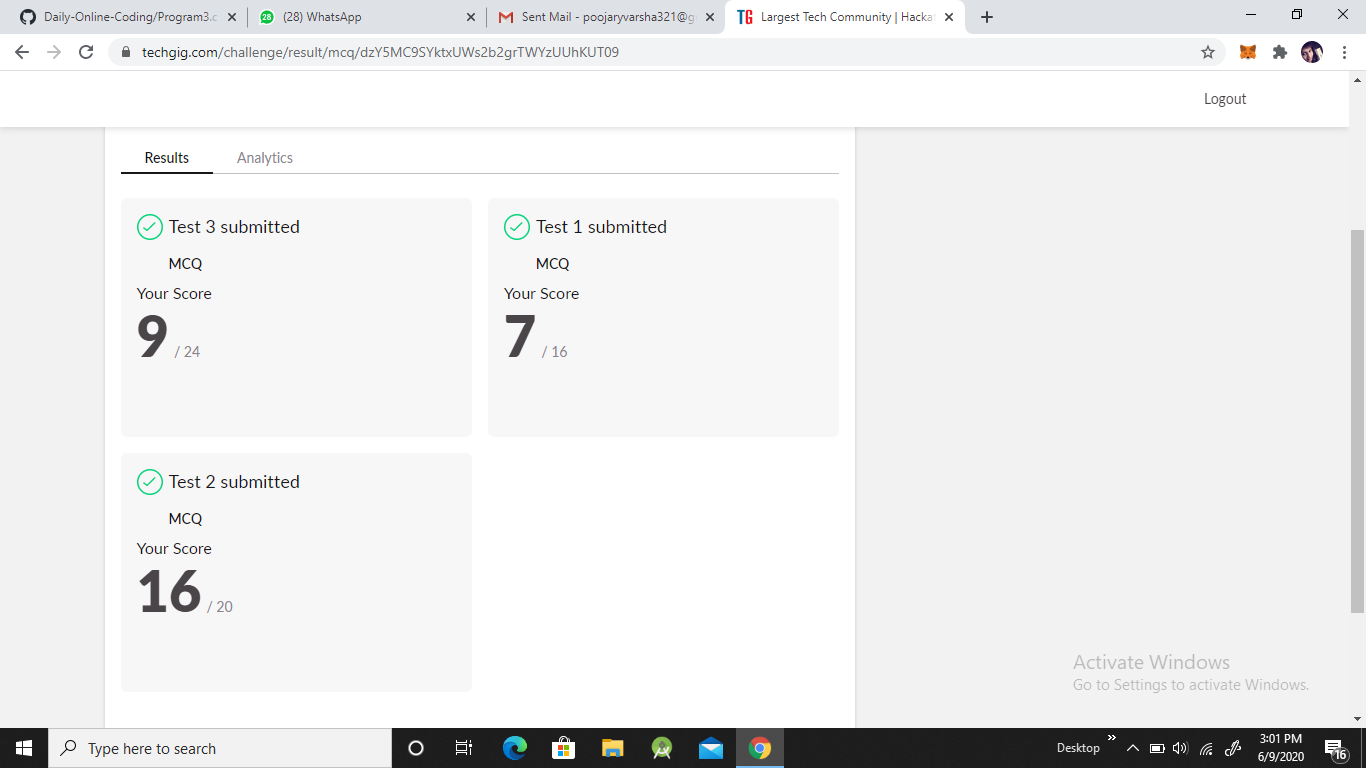 Daily-Online-Coding/Program3.c
28
(28) WhatsApp
Sent Mail - poojaryvarsha321@g
TG
Largest Tech Community | Hacka
techgig.com/challenge/result/mcq/dzY5MC9SYktxUWs2b2grTWYzUUhKUT09
Logout
Results
Analytics
Test 3 submitted
MCQ
Your Score
9 / 24
Test 1 submitted
MCQ
Your Score
7 / 16
Test 2 submitted
MCQ
Your Score
16 / 20
Activate Windows
Go to Settings to activate Windows.
Type here to search
Desktop
3:01 PM
6/9/2020
16